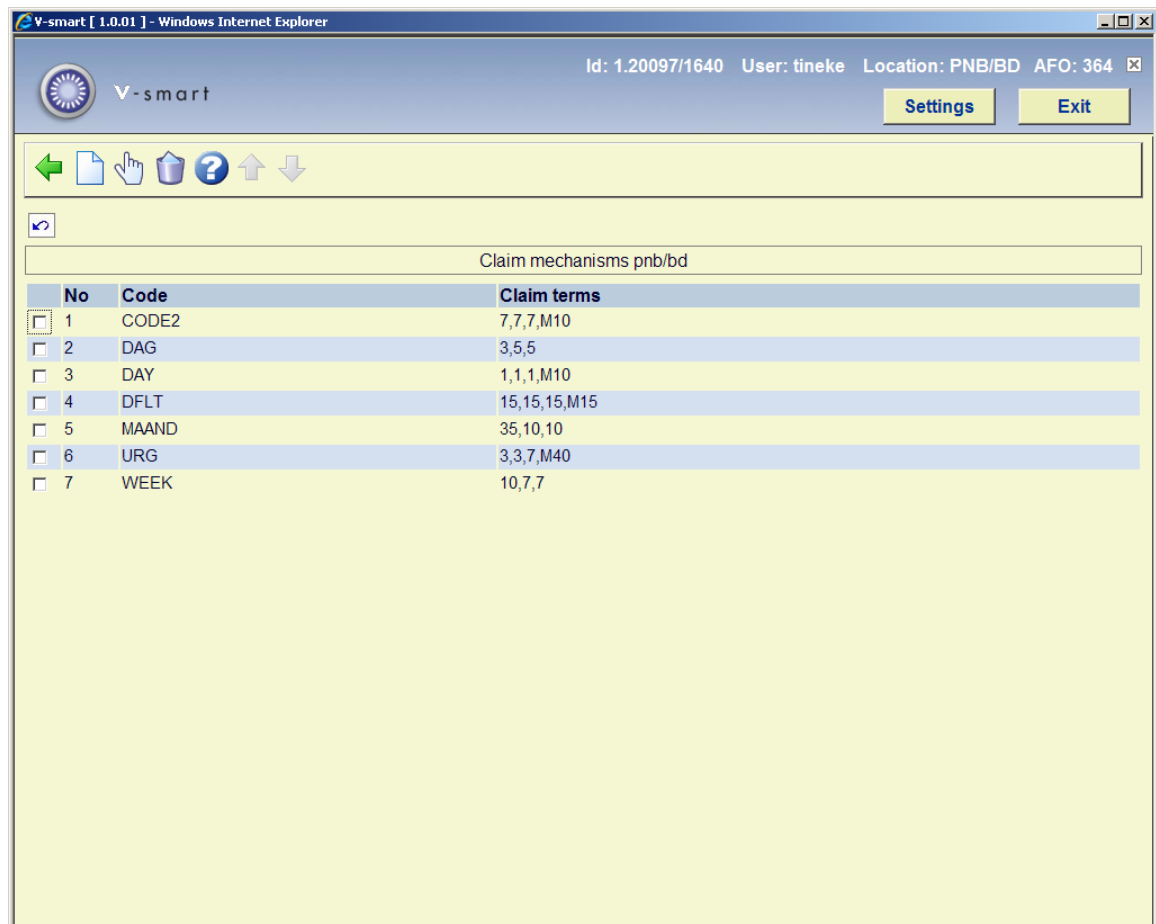 V-smart [ 1.0.01 ] - Windows Internet Explorer
Id: 1.20097/1640 User: tineke Location: PNB/BD AFO: 364
V-smart
Settings Exit
Claim mechanisms pnb/bd
No Code Claim terms
1 CODE2 7,7,7,M10
2 DAG 3,5,5
3 DAY 1,1,1,M10
4 DFLT 15,15,15,M15
5 MAAND 35,10,10
6 URG 3,3,7,M40
7 WEEK 10,7,7